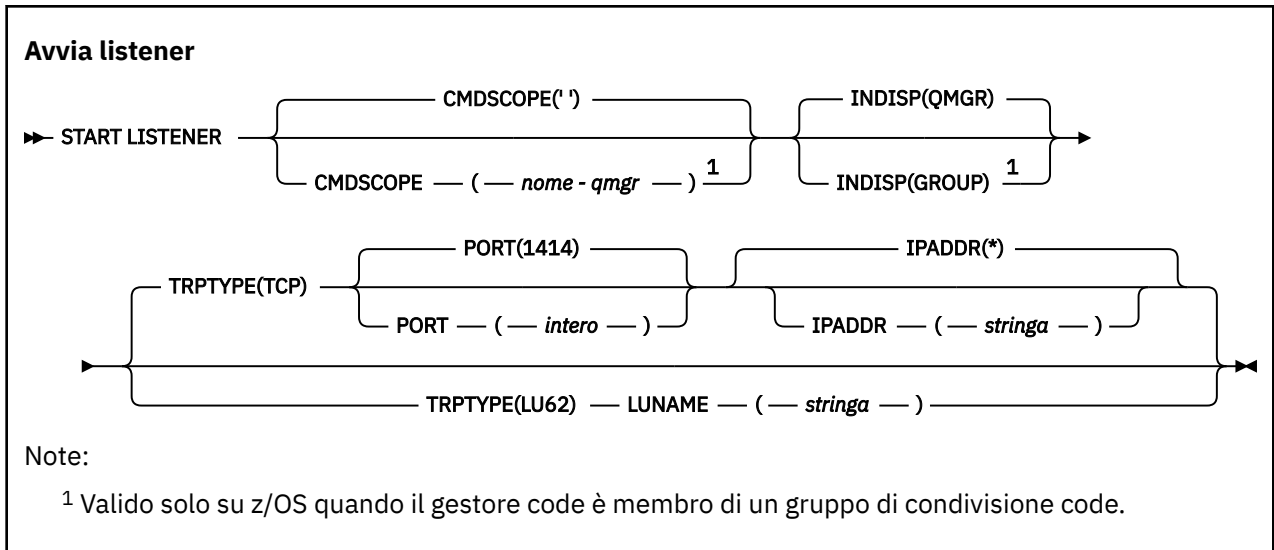 Avvia listener
CMDSCOPE(' ') INDISP(QMGR)
START LISTENER
CMDSCOPE ( nome - qmgr ) 1 INDISP(GROUP) 1
PORT(1414) IPADDR(*)
TRPTYPE(TCP)
PORT ( intero ) IPADDR ( stringa )
TRPTYPE(LU62) LUNAME ( stringa )
Note:
1 Valido solo su z/OS quando il gestore code è membro di un gruppo di condivisione code.